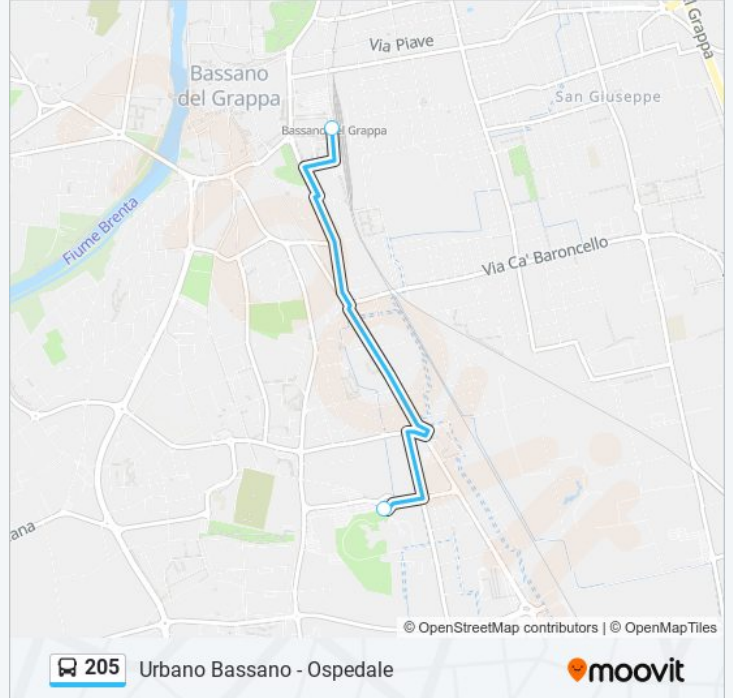 Via Piave
l Grappa
Bassano
del Grappa
San Giuseppe
Bassano del Grappa
Fiume Brenta
Via Ca' Baroncello
ana
© OpenStreetMap contributors | © OpenMapTiles
205 Urbano Bassano - Ospedale
moovit